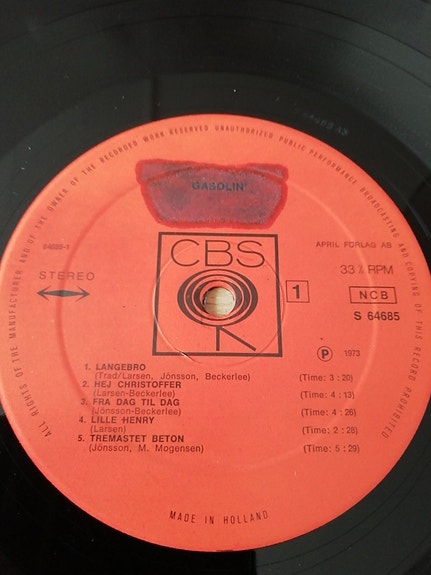 ALL RIGHTS OF THE MANUFACTURER AND OF THE OWNER OF THE RECORDED WORK RESERVED UNAUTHORIZED PUBLIC PERFORMANCE BROADCASTING AND COPYING OF THIS RECORD PROHIBITED
GASOLIN'
CBS
APRIL FORLAG AB
STEREO
33⅓ RPM
1
NCB
S 64685
P 1973
1. LANGEBRO
(Trad/Larsen, Jönsson, Beckerlee) (Time: 3 : 20)
2. HEJ CHRISTOFFER
(Larsen-Beckerlee) (Time: 4 : 13)
3. FRA DAG TIL DAG
(Jönsson-Beckerlee) (Time: 4 : 26)
4. LILLE HENRY
(Larsen) (Time: 2 : 28)
5. TREMASTET BETON
(Jönsson, M. Mogensen) (Time: 5 : 29)
MADE IN HOLLAND